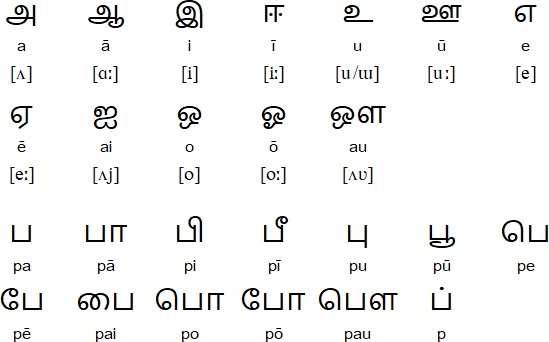 அ ஆ இ ஈ உ ஊ எ
a ā i ī u ū e
[ʌ] [ɑː] [i] [iː] [u/ɯ] [uː] [e]
ஏ ஐ ஒ ஓ ஔ
ē ai o ō au
[eː] [ʌj] [o] [oː] [ʌʋ]
ப பா பி பீ பு பூ பெ
pa pā pi pī pu pū pe
பே பை பொ போ பௌ ப்
pē pai po pō pau p